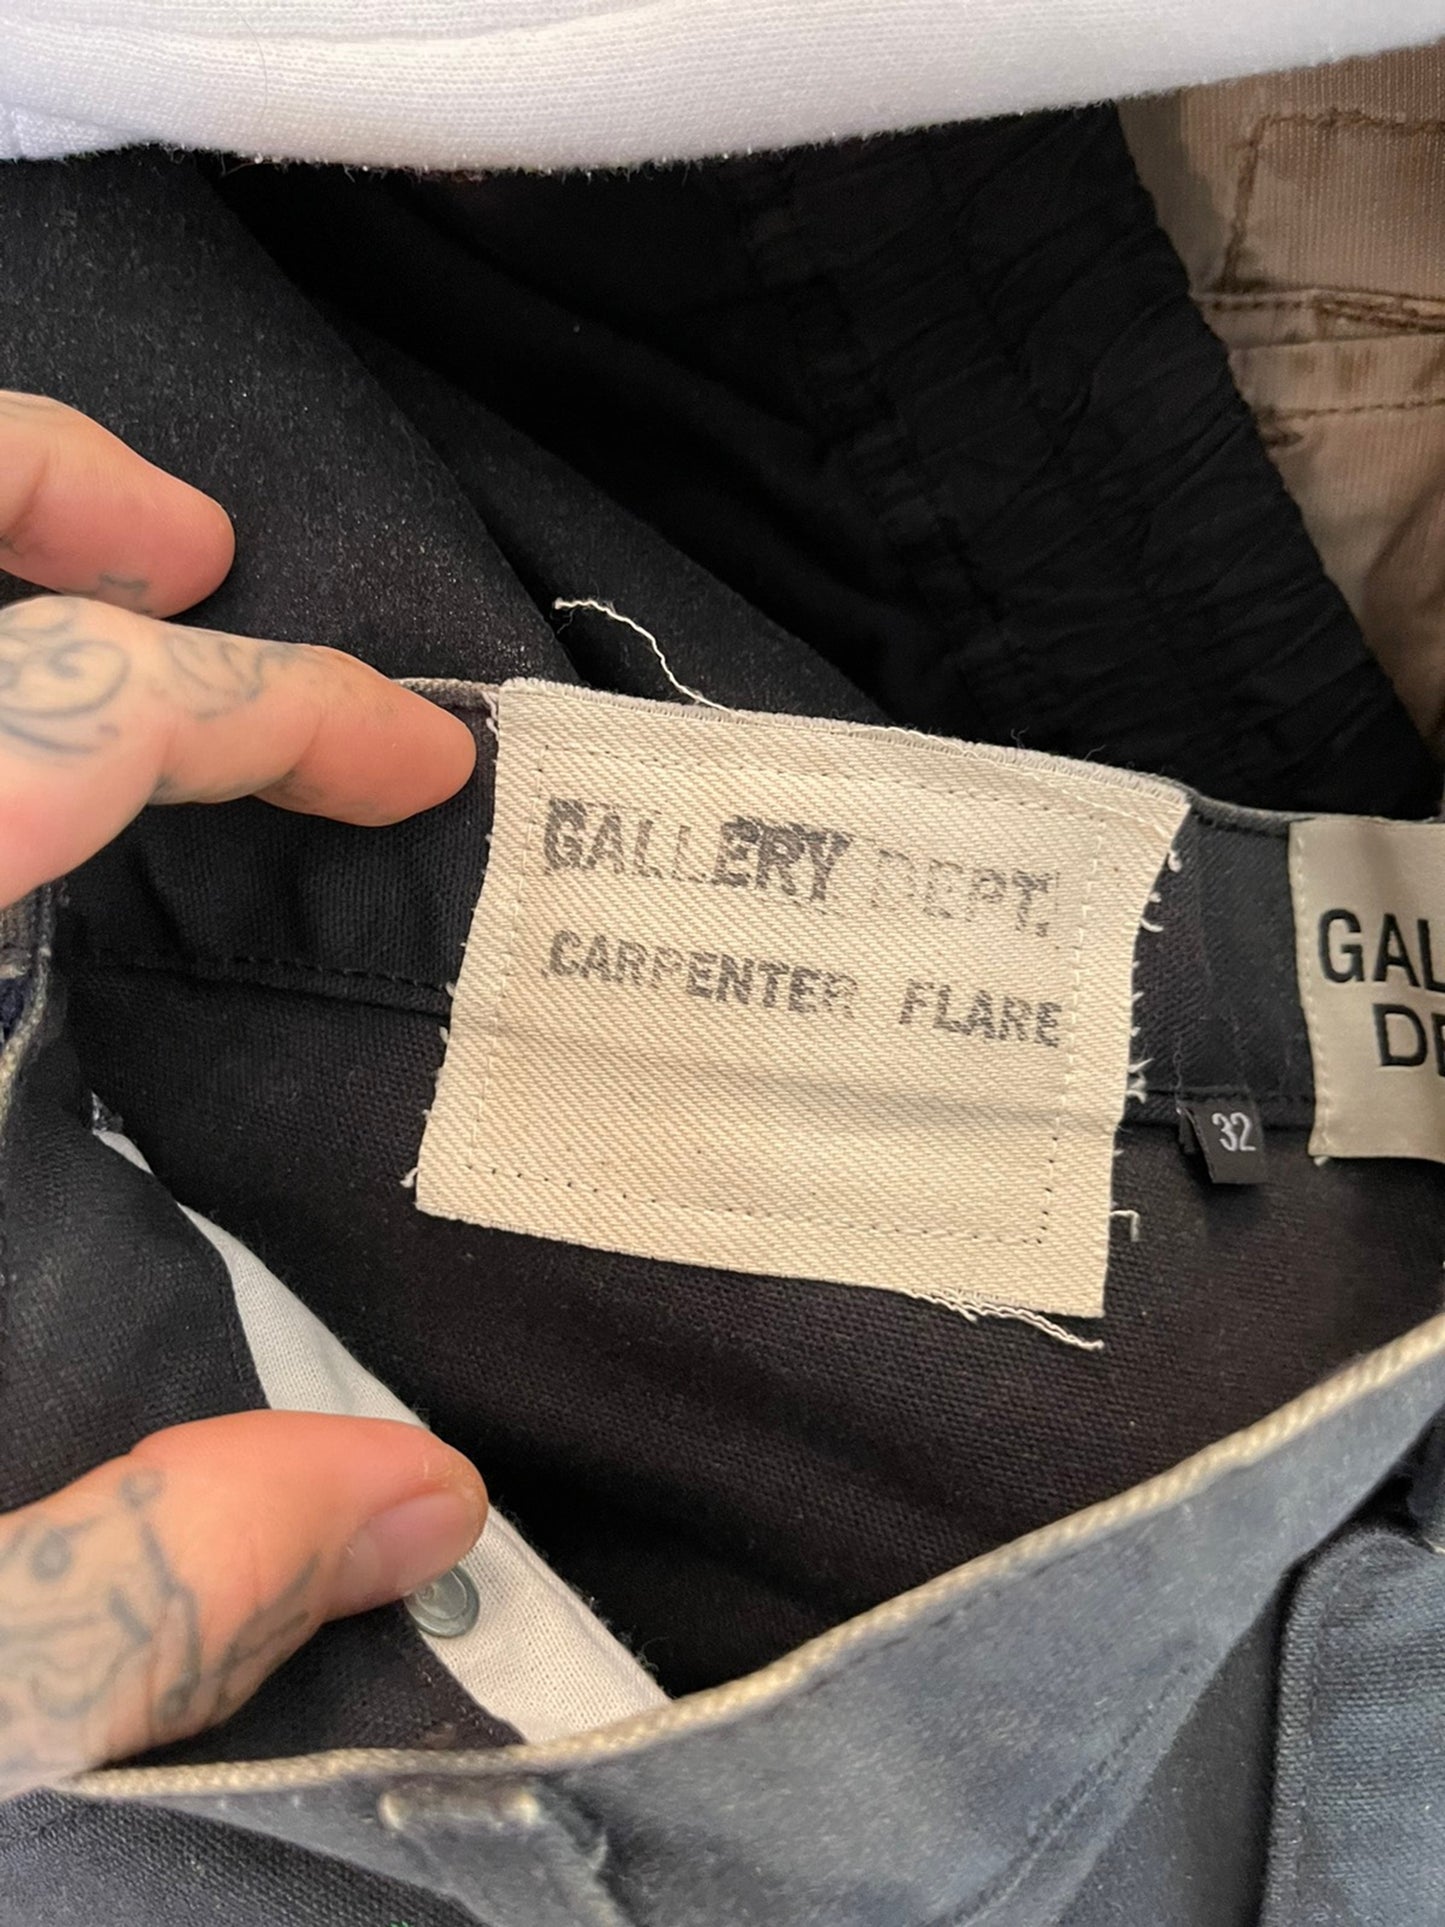 GALLERY DEPT.
CARPENTER FLARE
32
GAL
DE